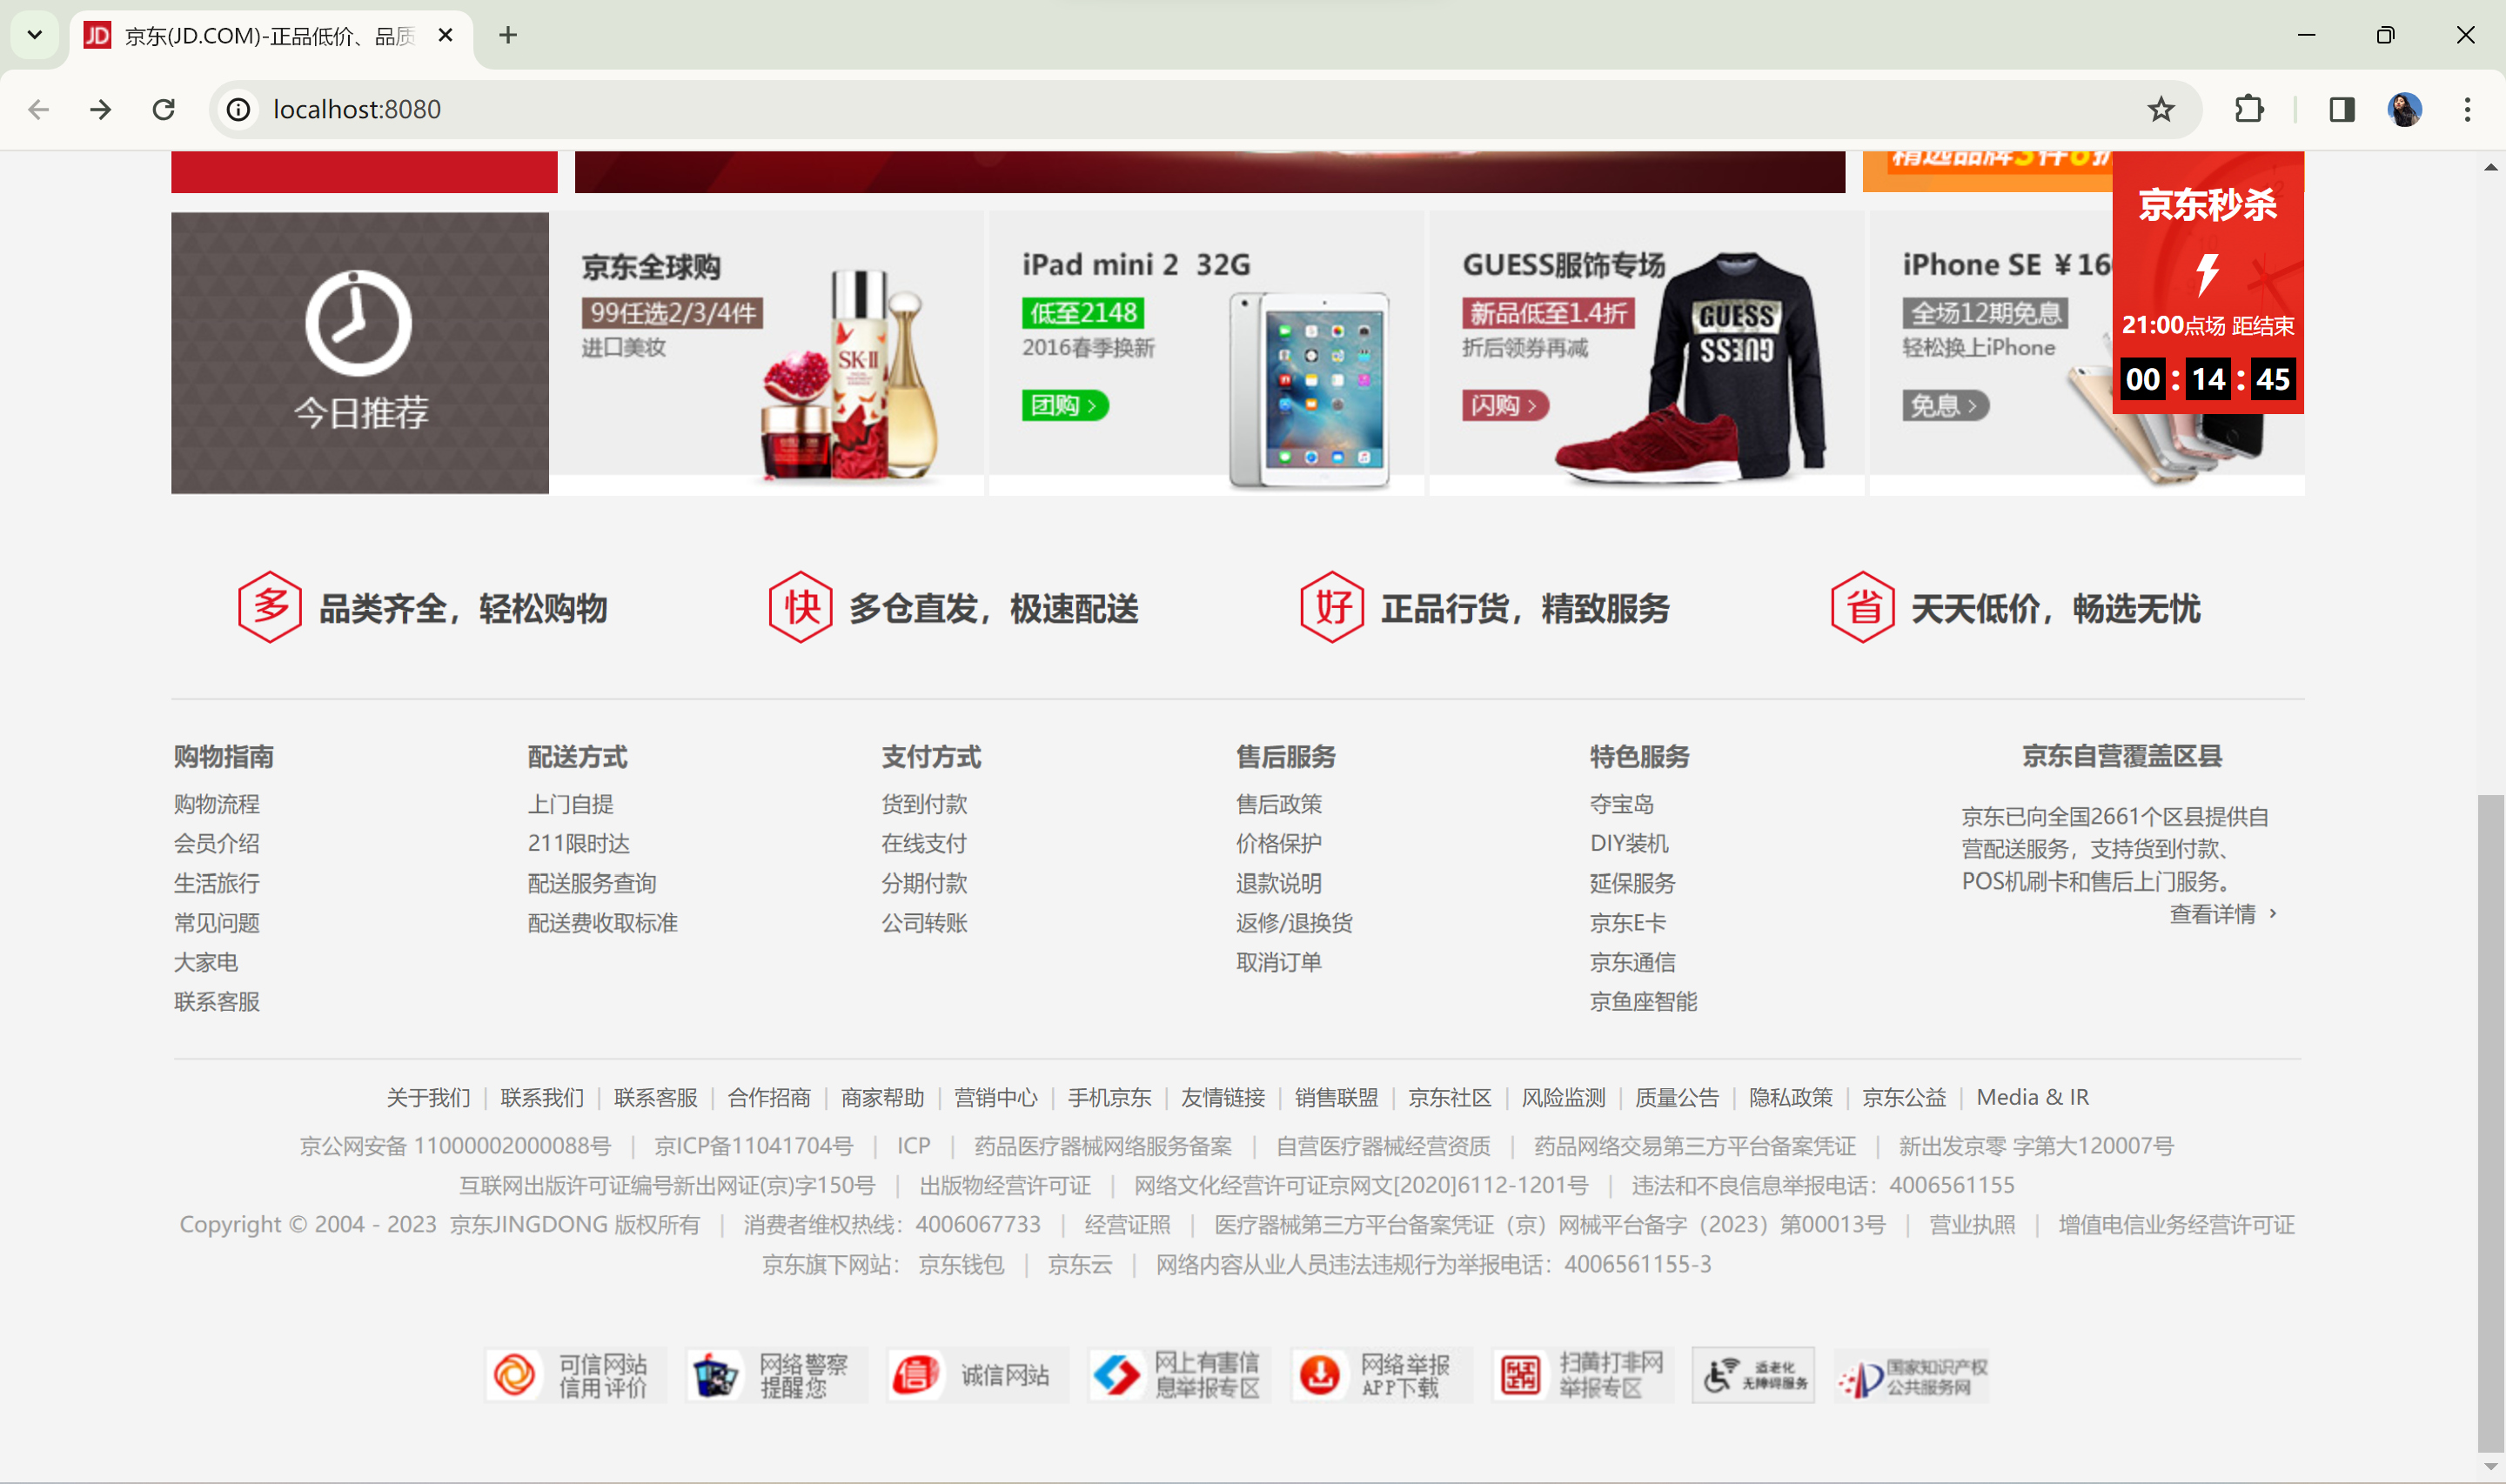 JD 京东(JD.COM)-正品低价、品质
localhost:8080
精选品牌3件8折
京东秒杀
21:00点场 距结束
00 : 14 : 45
今日推荐
京东全球购
99任选2/3/4件
进口美妆
SK-II
iPad mini 2 32G
低至2148
2016春季换新
团购 >
GUESS服饰专场
新品低至1.4折
折后领券再减
闪购 >
GUESS
iPhone SE ￥16
全场12期免息
轻松换上iPhone
免息 >
多 品类齐全，轻松购物
快 多仓直发，极速配送
好 正品行货，精致服务
省 天天低价，畅选无忧
购物指南
购物流程
会员介绍
生活旅行
常见问题
大家电
联系客服
配送方式
上门自提
211限时达
配送服务查询
配送费收取标准
支付方式
货到付款
在线支付
分期付款
公司转账
售后服务
售后政策
价格保护
退款说明
返修/退换货
取消订单
特色服务
夺宝岛
DIY装机
延保服务
京东E卡
京东通信
京鱼座智能
京东自营覆盖区县
京东已向全国2661个区县提供自
营配送服务，支持货到付款、
POS机刷卡和售后上门服务。
查看详情 ›
关于我们 | 联系我们 | 联系客服 | 合作招商 | 商家帮助 | 营销中心 | 手机京东 | 友情链接 | 销售联盟 | 京东社区 | 风险监测 | 质量公告 | 隐私政策 | 京东公益 | Media & IR
京公网安备 11000002000088号 | 京ICP备11041704号 | ICP | 药品医疗器械网络服务备案 | 自营医疗器械经营资质 | 药品网络交易第三方平台备案凭证 | 新出发京零 字第大120007号
互联网出版许可证编号新出网证(京)字150号 | 出版物经营许可证 | 网络文化经营许可证京网文[2020]6112-1201号 | 违法和不良信息举报电话：4006561155
Copyright © 2004 - 2023 京东JINGDONG 版权所有 | 消费者维权热线：4006067733 | 经营证照 | 医疗器械第三方平台备案凭证（京）网械平台备字（2023）第00013号 | 营业执照 | 增值电信业务经营许可证
京东旗下网站： 京东钱包 | 京东云 | 网络内容从业人员违法违规行为举报电话：4006561155-3
可信网站
信用评价
网络警察
提醒您
诚信网站
网上有害信
息举报专区
网络举报
APP下载
扫黄打非网
举报专区
适老化
无障碍服务
国家知识产权
公共服务网